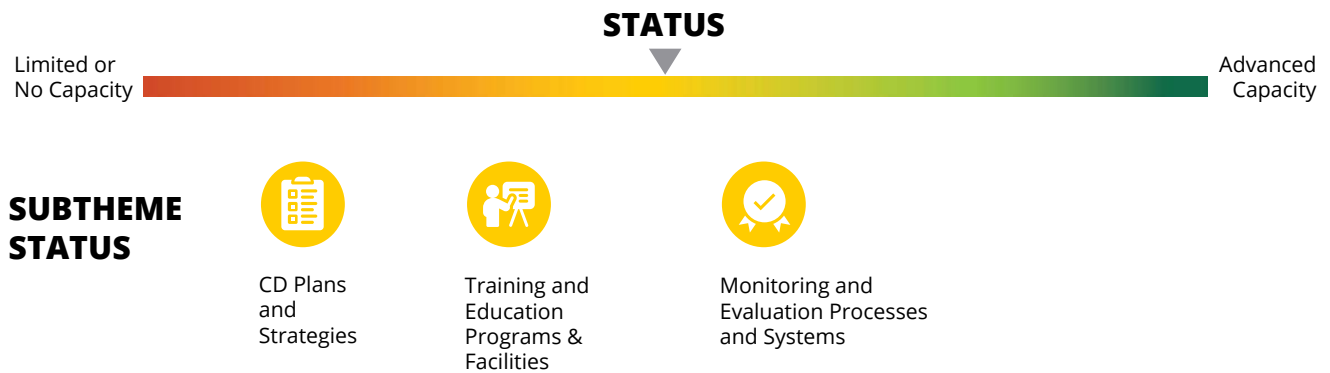 STATUS
Limited or
No Capacity
Advanced
Capacity
SUBTHEME
STATUS
CD Plans
and
Strategies
Training and
Education
Programs &
Facilities
Monitoring and
Evaluation Processes
and Systems